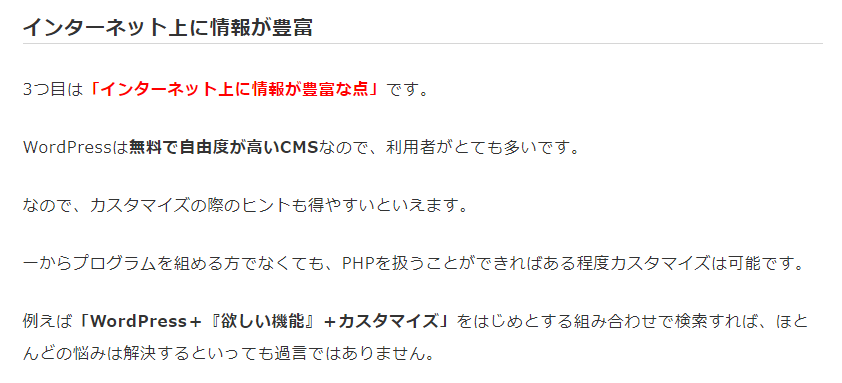 インターネット上に情報が豊富
3つ目は「インターネット上に情報が豊富な点」です。
WordPressは無料で自由度が高いCMSなので、利用者がとても多いです。
なので、カスタマイズの際のヒントも得やすいといえます。
一からプログラムを組める方でなくても、PHPを扱うことができればある程度カスタマイズは可能です。
例えば「WordPress＋『欲しい機能』＋カスタマイズ」をはじめとする組み合わせで検索すれば、ほと
んどの悩みは解決するといっても過言ではありません。